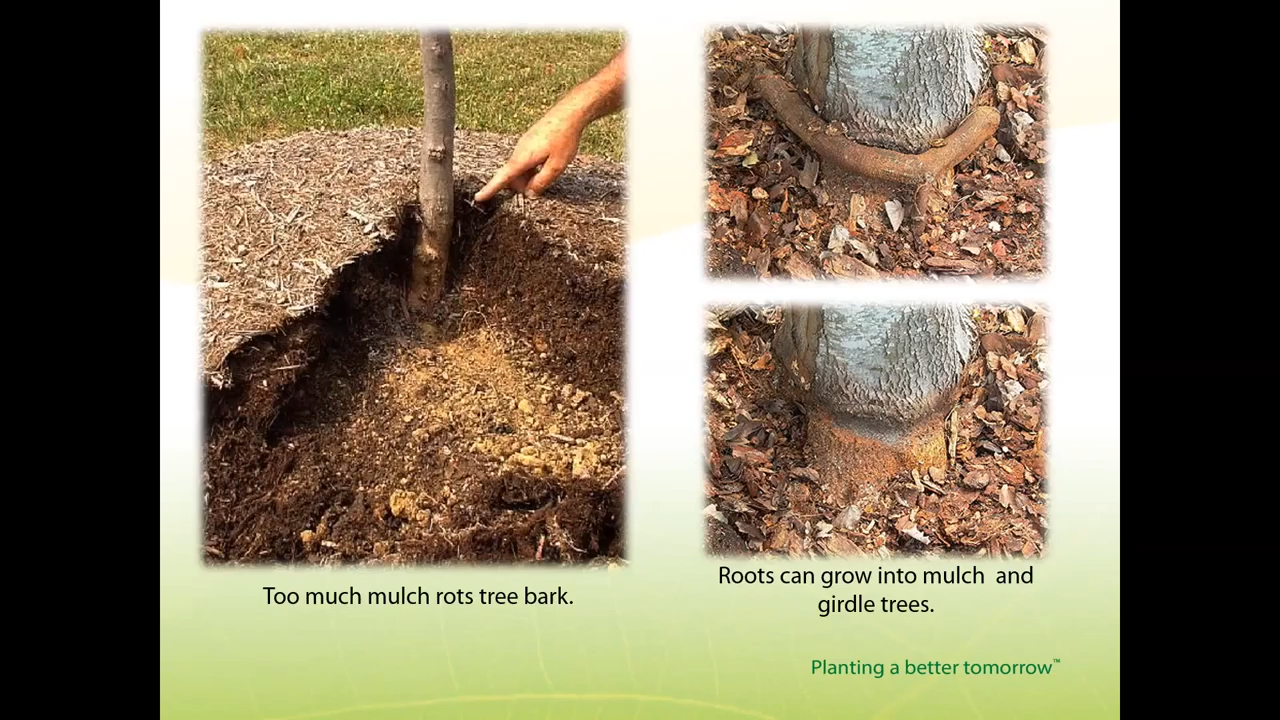 Too much mulch rots tree bark.
Roots can grow into mulch  and
girdle trees.
Planting a better tomorrow™